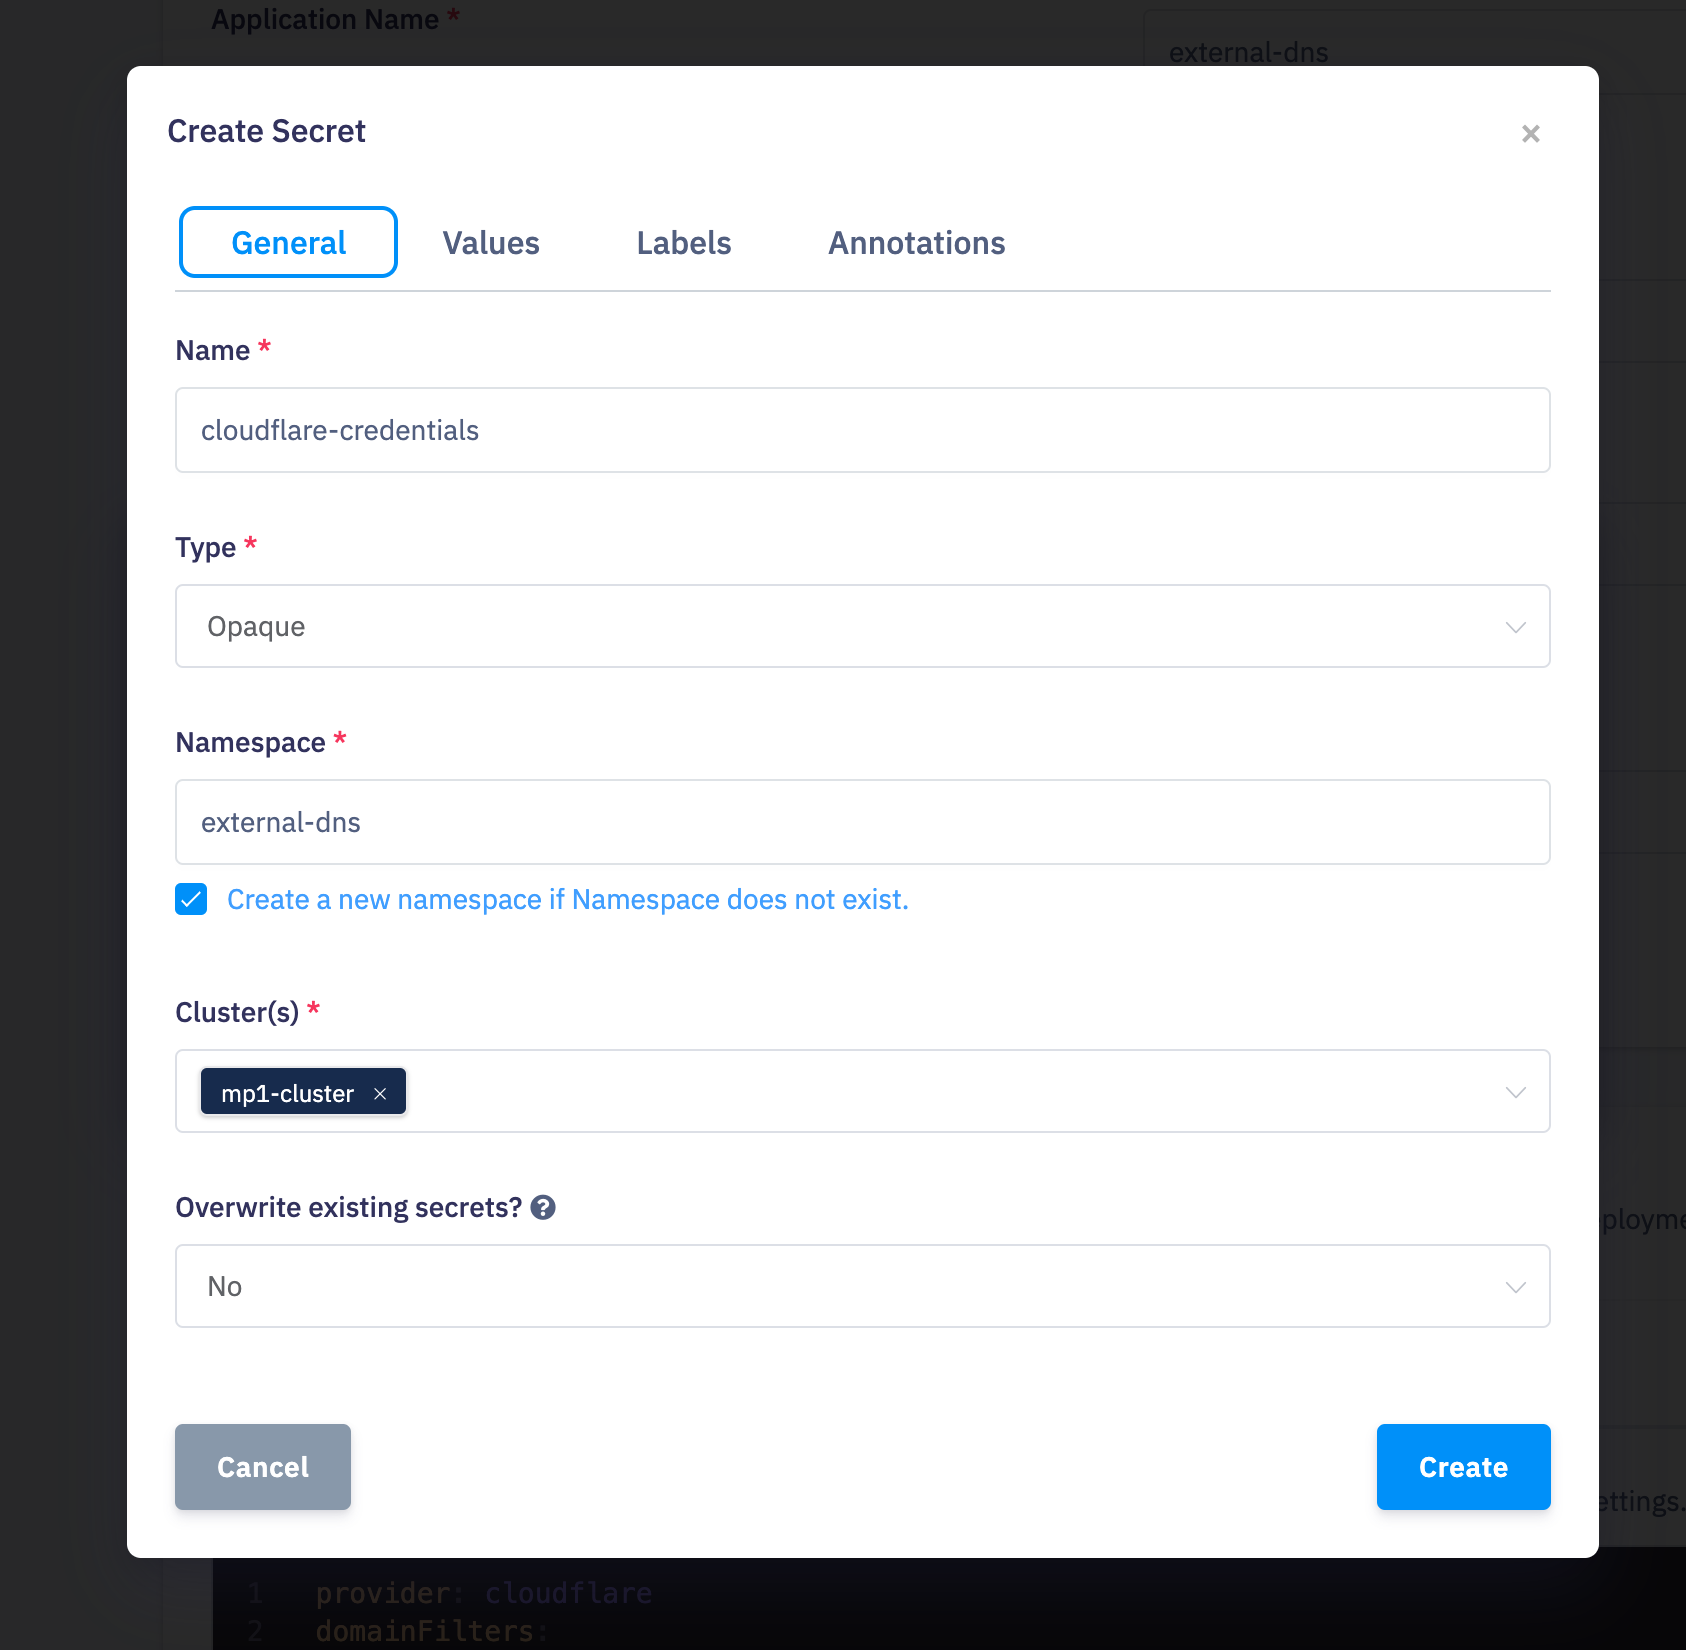 Application Name *
external-dns
Create Secret
×
General Values Labels Annotations
Name *
cloudflare-credentials
Type *
Opaque
Namespace *
external-dns
Create a new namespace if Namespace does not exist.
Cluster(s) *
mp1-cluster ×
Overwrite existing secrets? ?
No
Cancel Create
ettings.
1 provider: cloudflare
2 domainFilters: